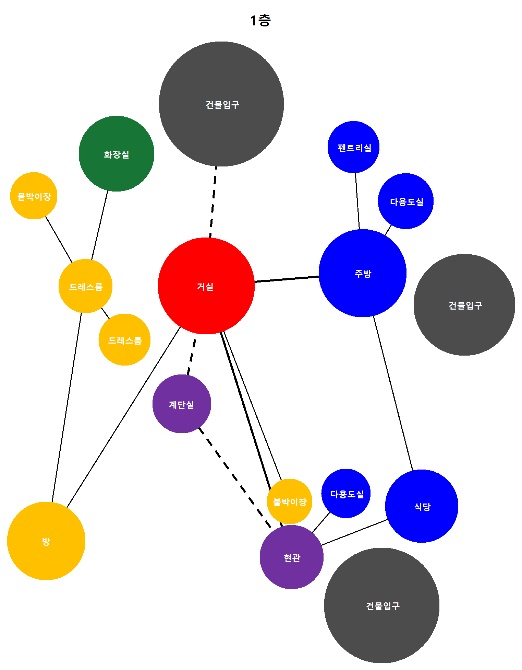 1층
건물입구
화장실
펜트리실
붙박이장
다용도실
드레스룸
거실
주방
건물입구
드레스룸
계단실
붙박이장
다용도실
식당
방
현관
건물입구